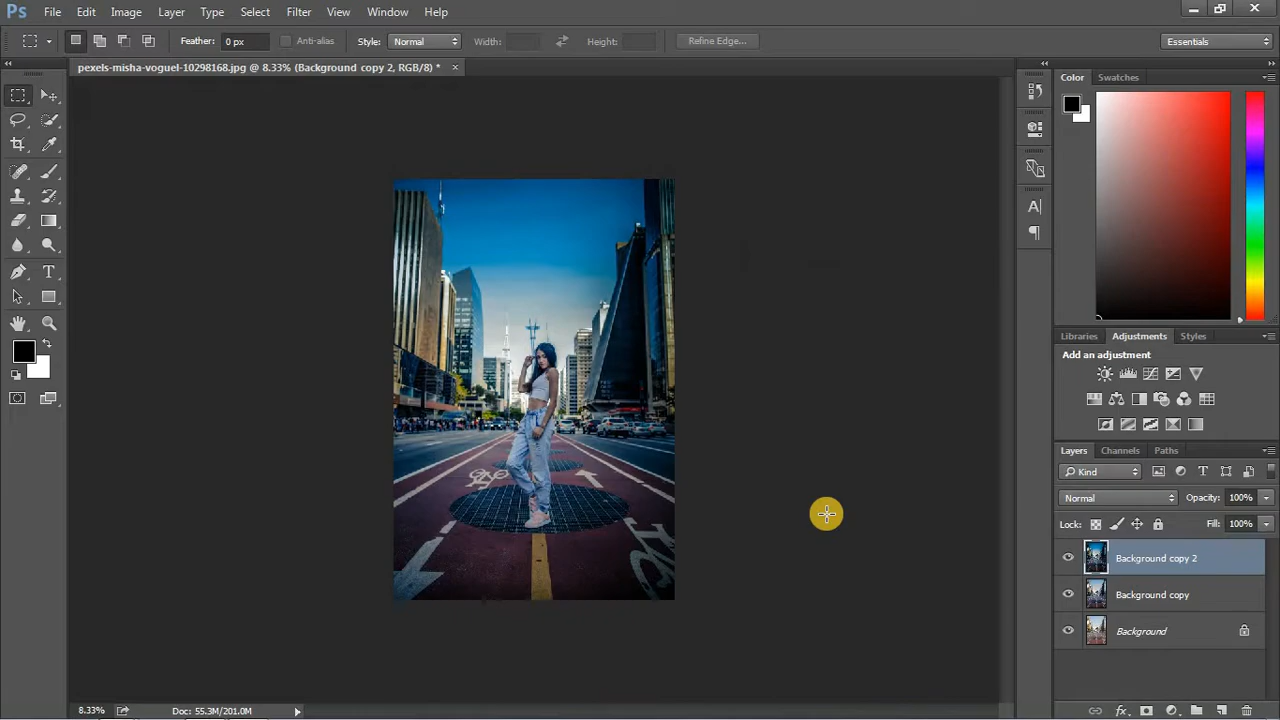 Ps File Edit Image Layer Type Select Filter View Window Help
Feather: 0 px Anti-alias Style: Normal Width: Height: Refine Edge... Essentials
pexels-misha-voguel-10298168.jpg @ 8.33% (Background copy 2, RGB/8) * ×
Color Swatches
Libraries Adjustments Styles
Add an adjustment
Layers Channels Paths
Kind
Normal Opacity: 100%
Lock: Fill: 100%
Background copy 2
Background copy
Background
8.33% Doc: 55.3M/201.0M